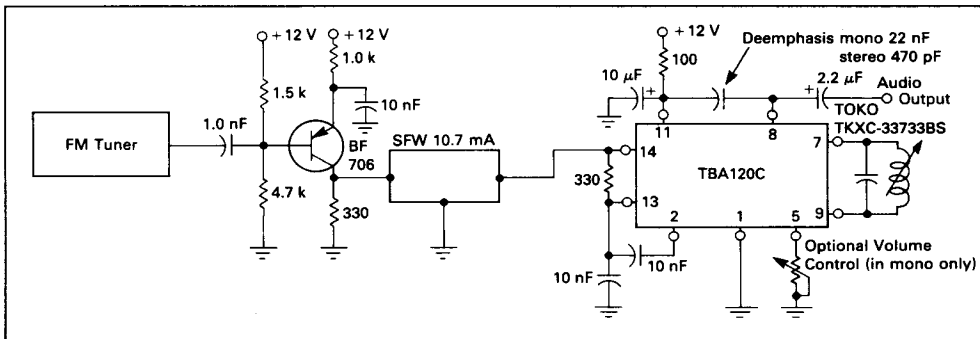 + 12 V
+ 12 V
1.0 k
1.5 k
1.0 nF
10 nF
FM Tuner
BF
706
SFW 10.7 mA
4.7 k
330
+ 12 V
100
10 μF
+
Deemphasis mono 22 nF
stereo 470 pF
2.2 μF
+
Audio
Output
TOKO
TKXC-33733BS
11
8
7
14
330
TBA120C
13
2
1
5
9
10 nF
10 nF
Optional Volume
Control (in mono only)